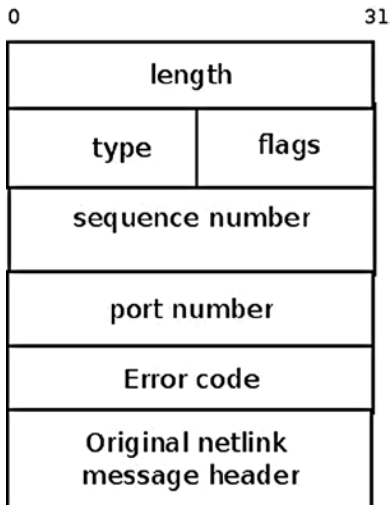 0 31
length
type flags
sequence number
port number
Error code
Original netlink
message header